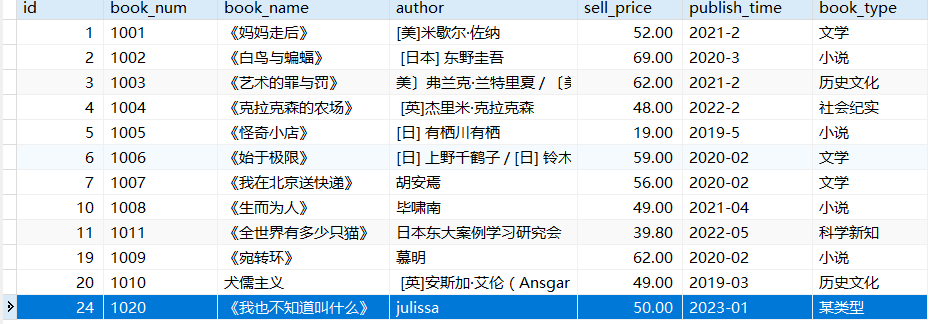 id book_num book_name author sell_price publish_time book_type
1 1001 《妈妈走后》 [美]米歇尔·佐纳 52.00 2021-2 文学
2 1002 《白鸟与蝙蝠》 [日本] 东野圭吾 69.00 2020-3 小说
3 1003 《艺术的罪与罚》 美〕弗兰克·兰特里夏 / 〔美 62.00 2021-2 历史文化
4 1004 《克拉克森的农场》 [英]杰里米·克拉克森 48.00 2022-2 社会纪实
5 1005 《怪奇小店》 [日] 有栖川有栖 19.00 2019-5 小说
6 1006 《始于极限》 [日] 上野千鹤子 / [日] 铃木 59.00 2020-02 文学
7 1007 《我在北京送快递》 胡安焉 56.00 2020-02 文学
10 1008 《生而为人》 毕啸南 49.00 2021-04 小说
11 1011 《全世界有多少只猫》 日本东大案例学习研究会 39.80 2022-05 科学新知
19 1009 《宛转环》 慕明 62.00 2020-02 小说
20 1010 犬儒主义 [英]安斯加·艾伦（Ansgar 49.00 2019-03 历史文化
24 1020 《我也不知道叫什么》 julissa 50.00 2023-01 某类型